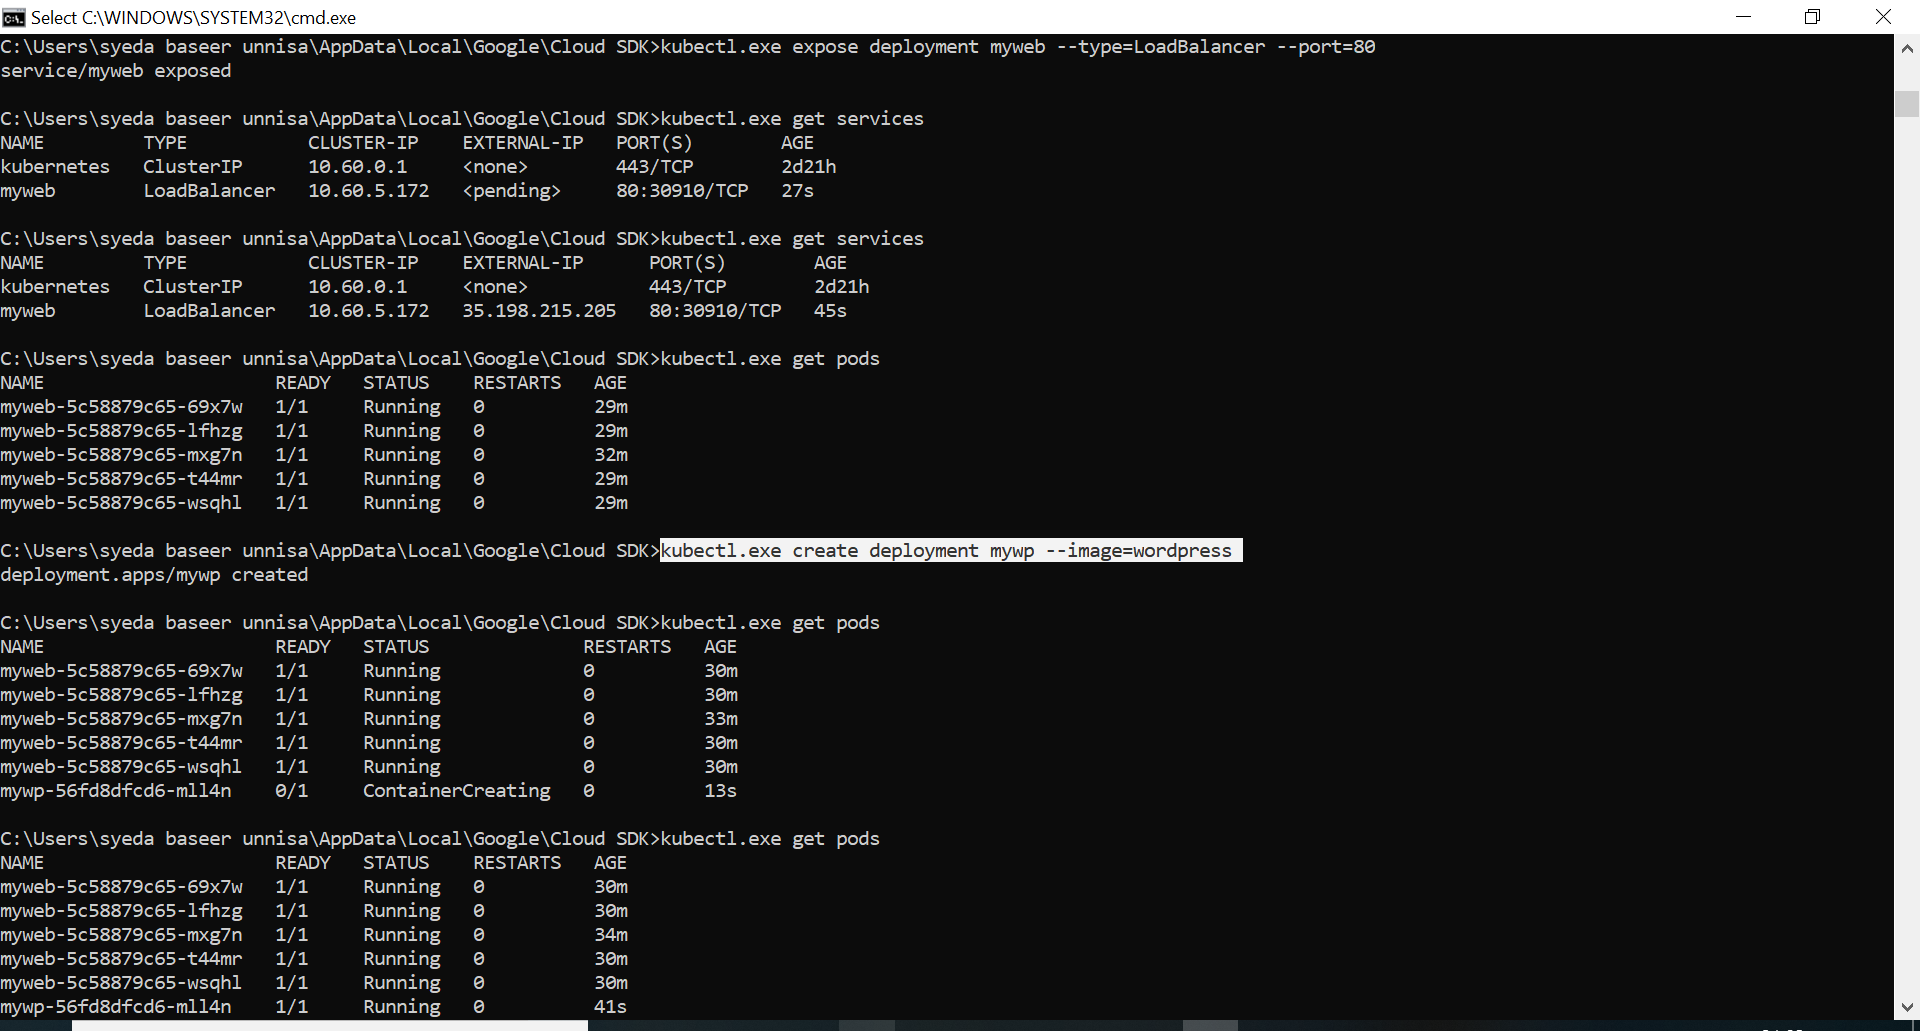 Select C:\WINDOWS\SYSTEM32\cmd.exe
C:\Users\syeda baseer unnisa\AppData\Local\Google\Cloud SDK>kubectl.exe expose deployment myweb --type=LoadBalancer --port=80
service/myweb exposed
C:\Users\syeda baseer unnisa\AppData\Local\Google\Cloud SDK>kubectl.exe get services
NAME TYPE CLUSTER-IP EXTERNAL-IP PORT(S) AGE
kubernetes ClusterIP 10.60.0.1 <none> 443/TCP 2d21h
myweb LoadBalancer 10.60.5.172 <pending> 80:30910/TCP 27s
C:\Users\syeda baseer unnisa\AppData\Local\Google\Cloud SDK>kubectl.exe get services
NAME TYPE CLUSTER-IP EXTERNAL-IP PORT(S) AGE
kubernetes ClusterIP 10.60.0.1 <none> 443/TCP 2d21h
myweb LoadBalancer 10.60.5.172 35.198.215.205 80:30910/TCP 45s
C:\Users\syeda baseer unnisa\AppData\Local\Google\Cloud SDK>kubectl.exe get pods
NAME READY STATUS RESTARTS AGE
myweb-5c58879c65-69x7w 1/1 Running 0 29m
myweb-5c58879c65-lfhzg 1/1 Running 0 29m
myweb-5c58879c65-mxg7n 1/1 Running 0 32m
myweb-5c58879c65-t44mr 1/1 Running 0 29m
myweb-5c58879c65-wsqhl 1/1 Running 0 29m
C:\Users\syeda baseer unnisa\AppData\Local\Google\Cloud SDK>kubectl.exe create deployment mywp --image=wordpress
deployment.apps/mywp created
C:\Users\syeda baseer unnisa\AppData\Local\Google\Cloud SDK>kubectl.exe get pods
NAME READY STATUS RESTARTS AGE
myweb-5c58879c65-69x7w 1/1 Running 0 30m
myweb-5c58879c65-lfhzg 1/1 Running 0 30m
myweb-5c58879c65-mxg7n 1/1 Running 0 33m
myweb-5c58879c65-t44mr 1/1 Running 0 30m
myweb-5c58879c65-wsqhl 1/1 Running 0 30m
mywp-56fd8dfcd6-mll4n 0/1 ContainerCreating 0 13s
C:\Users\syeda baseer unnisa\AppData\Local\Google\Cloud SDK>kubectl.exe get pods
NAME READY STATUS RESTARTS AGE
myweb-5c58879c65-69x7w 1/1 Running 0 30m
myweb-5c58879c65-lfhzg 1/1 Running 0 30m
myweb-5c58879c65-mxg7n 1/1 Running 0 34m
myweb-5c58879c65-t44mr 1/1 Running 0 30m
myweb-5c58879c65-wsqhl 1/1 Running 0 30m
mywp-56fd8dfcd6-mll4n 1/1 Running 0 41s